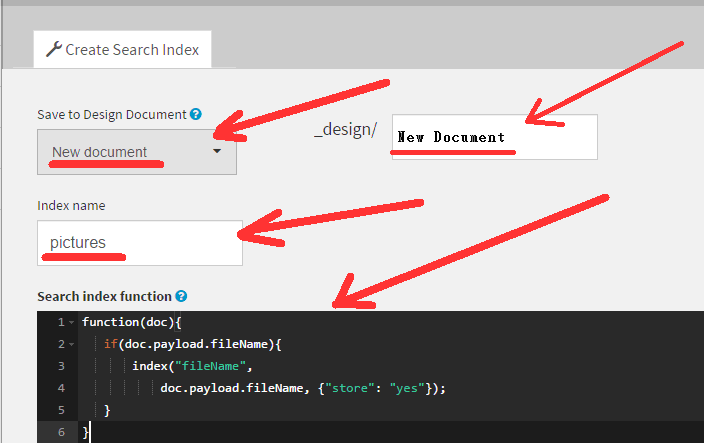 Create Search Index
Save to Design Document ?
New document
_design/ New Document
Index name
pictures
Search index function ?
1 function(doc){
2 if(doc.payload.fileName){
3 index("fileName",
4 doc.payload.fileName, {"store": "yes"});
5 }
6 }